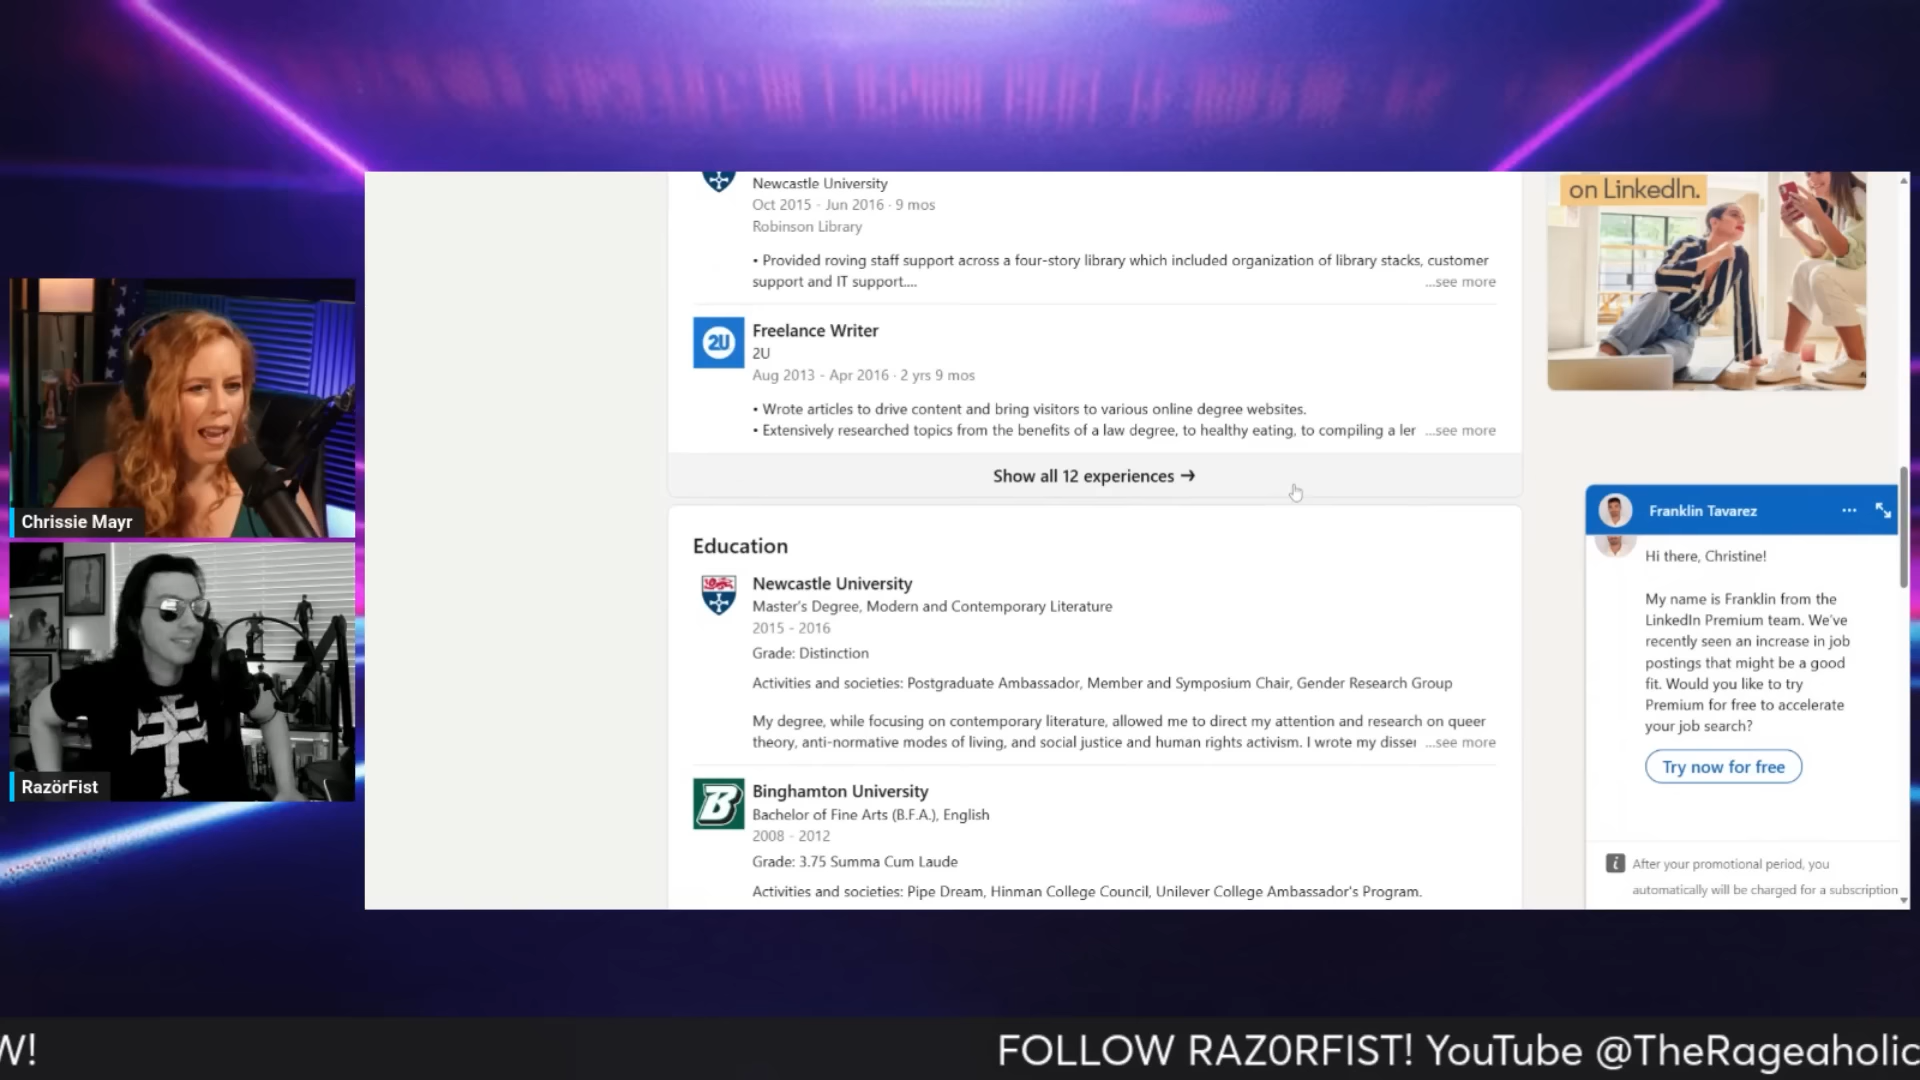 Newcastle University
Oct 2015 - Jun 2016 · 9 mos
Robinson Library
• Provided roving staff support across a four-story library which included organization of library stacks, customer
support and IT support.... ...see more
2U
Freelance Writer
2U
Aug 2013 - Apr 2016 · 2 yrs 9 mos
• Wrote articles to drive content and bring visitors to various online degree websites.
• Extensively researched topics from the benefits of a law degree, to healthy eating, to compiling a ler ...see more
Show all 12 experiences →
Education
Newcastle University
Master's Degree, Modern and Contemporary Literature
2015 - 2016
Grade: Distinction
Activities and societies: Postgraduate Ambassador, Member and Symposium Chair, Gender Research Group
My degree, while focusing on contemporary literature, allowed me to direct my attention and research on queer
theory, anti-normative modes of living, and social justice and human rights activism. I wrote my disser ...see more
B
Binghamton University
Bachelor of Fine Arts (B.F.A.), English
2008 - 2012
Grade: 3.75 Summa Cum Laude
Activities and societies: Pipe Dream, Hinman College Council, Unilever College Ambassador's Program.
on LinkedIn.
Franklin Tavarez
Hi there, Christine!
My name is Franklin from the
LinkedIn Premium team. We've
recently seen an increase in job
postings that might be a good
fit. Would you like to try
Premium for free to accelerate
your job search?
Try now for free
After your promotional period, you
automatically will be charged for a subscription
Chrissie Mayr
RazörFist
W!
FOLLOW RAZ0RFIST! YouTube @TheRageaholic